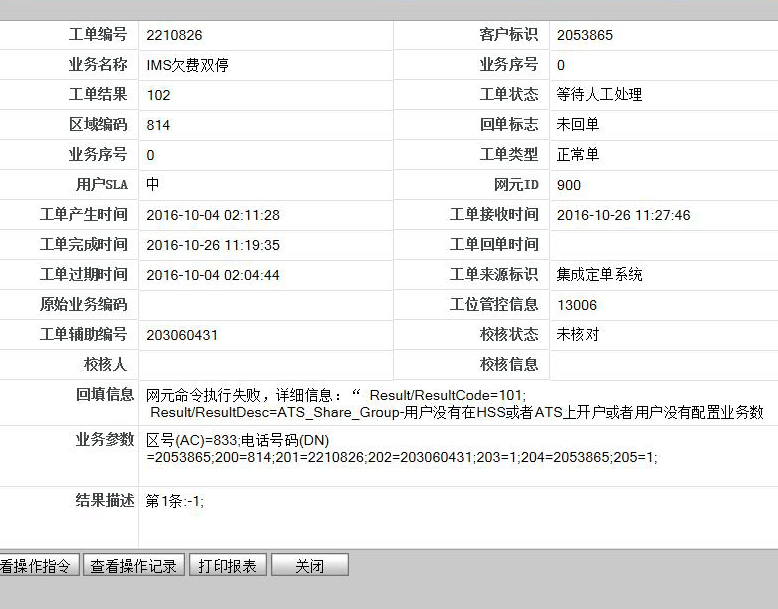 工单编号 2210826 客户标识 2053865
业务名称 IMS欠费双停 业务序号 0
工单结果 102 工单状态 等待人工处理
区域编码 814 回单标志 未回单
业务序号 0 工单类型 正常单
用户SLA 中 网元ID 900
工单产生时间 2016-10-04 02:11:28 工单接收时间 2016-10-26 11:27:46
工单完成时间 2016-10-26 11:19:35 工单回单时间
工单过期时间 2016-10-04 02:04:44 工单来源标识 集成定单系统
原始业务编码 工位管控信息 13006
工单辅助编号 203060431 校核状态 未核对
校核人 校核信息
回填信息 网元命令执行失败，详细信息：“ Result/ResultCode=101;
Result/ResultDesc=ATS_Share_Group-用户没有在HSS或者ATS上开户或者用户没有配置业务数
业务参数 区号(AC)=833;电话号码(DN)
=2053865;200=814;201=2210826;202=203060431;203=1;204=2053865;205=1;
结果描述 第1条:-1;
看操作指令 查看操作记录 打印报表 关闭